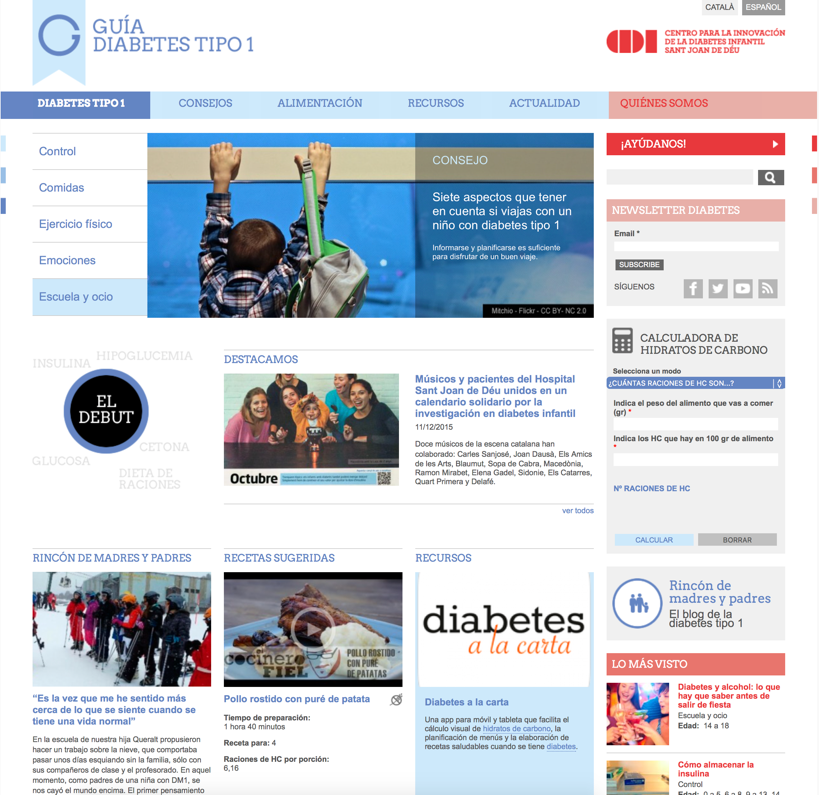 CATALÀ
ESPAÑOL
GUÍA
DIABETES TIPO 1
CENTRO PARA LA INNOVACIÓN
DE LA DIABETES INFANTIL
SANT JOAN DE DÉU
DIABETES TIPO 1
CONSEJOS
ALIMENTACIÓN
RECURSOS
ACTUALIDAD
QUIÉNES SOMOS
Control
Comidas
Ejercicio físico
Emociones
Escuela y ocio
CONSEJO
Siete aspectos que tener
en cuenta si viajas con un
niño con diabetes tipo 1
Informarse y planificarse es suficiente
para disfrutar de un buen viaje.
Mitchio - Flickr - CC BY- NC 2.0
¡AYÚDANOS!
NEWSLETTER DIABETES
Email *
SUBSCRIBE
SÍGUENOS
CALCULADORA DE
HIDRATOS DE CARBONO
Selecciona un modo
¿CUÁNTAS RACIONES DE HC SON...?
Indica el peso del alimento que vas a comer
(gr) *
Indica los HC que hay en 100 gr de alimento
*
Nº RACIONES DE HC
CALCULAR
BORRAR
INSULINA
HIPOGLUCEMIA
EL
DEBUT
CETONA
GLUCOSA
DIETA DE
RACIONES
DESTACAMOS
Octubre
Músicos y pacientes del Hospital
Sant Joan de Déu unidos en un
calendario solidario por la
investigación en diabetes infantil
11/12/2015
Doce músicos de la escena catalana han
colaborado: Carles Sanjosé, Joan Dausà, Els Amics
de les Arts, Blaumut, Sopa de Cabra, Macedònia,
Ramon Mirabet, Elena Gadel, Sidonie, Els Catarres,
Quart Primera y Delafé.
ver todos
RINCÓN DE MADRES Y PADRES
“Es la vez que me he sentido más
cerca de lo que se siente cuando se
tiene una vida normal”
En la escuela de nuestra hija Queralt propusieron
hacer un trabajo sobre la nieve, que comportaba
pasar unos días esquiando sin la familia, sólo con
sus compañeros de clase y el profesorado. En aquel
momento, como padres de una niña con DM1, se
nos cayó el mundo encima. El primer pensamiento
RECETAS SUGERIDAS
cocinero
FIEL
POLLO ROSTIDO
CON PURÉ
DE PATATAS
Pollo rostido con puré de patata
Tiempo de preparación:
1 hora 40 minutos
Receta para: 4
Raciones de HC por porción:
6,16
RECURSOS
diabetes
a la carta
Diabetes a la carta
Una app para móvil y tableta que facilita el
cálculo visual de hidratos de carbono, la
planificación de menús y la elaboración de
recetas saludables cuando se tiene diabetes.
Rincón de
madres y padres
El blog de la
diabetes tipo 1
LO MÁS VISTO
Diabetes y alcohol: lo que
hay que saber antes de
salir de fiesta
Escuela y ocio
Edad: 14 a 18
Cómo almacenar la
insulina
Control
Edad: 0 a 5, 6 a 8, 9 a 13, 14